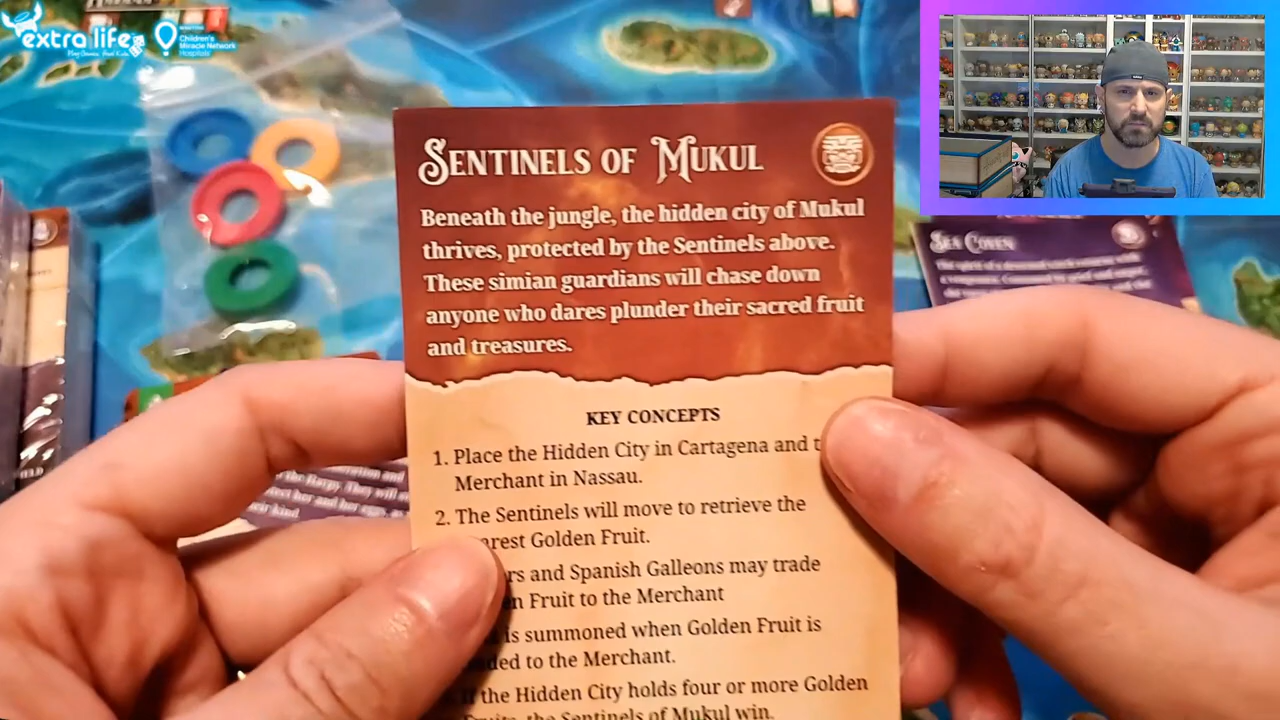 extra life
Play Games. Heal Kids.
Children's
Miracle Network
Hospitals
SENTINELS OF MUKUL
Beneath the jungle, the hidden city of Mukul
thrives, protected by the Sentinels above.
These simian guardians will chase down
anyone who dares plunder their sacred fruit
and treasures.
KEY CONCEPTS
1. Place the Hidden City in Cartagena and
Merchant in Nassau.
2. The Sentinels will move to retrieve the
Golden Fruit.
and Spanish Galleons may trade
Fruit to the Merchant
is summoned when Golden Fruit is
to the Merchant.
the Hidden City holds four or more Golden
the Sentinels of Mukul win.
SEA COVEN